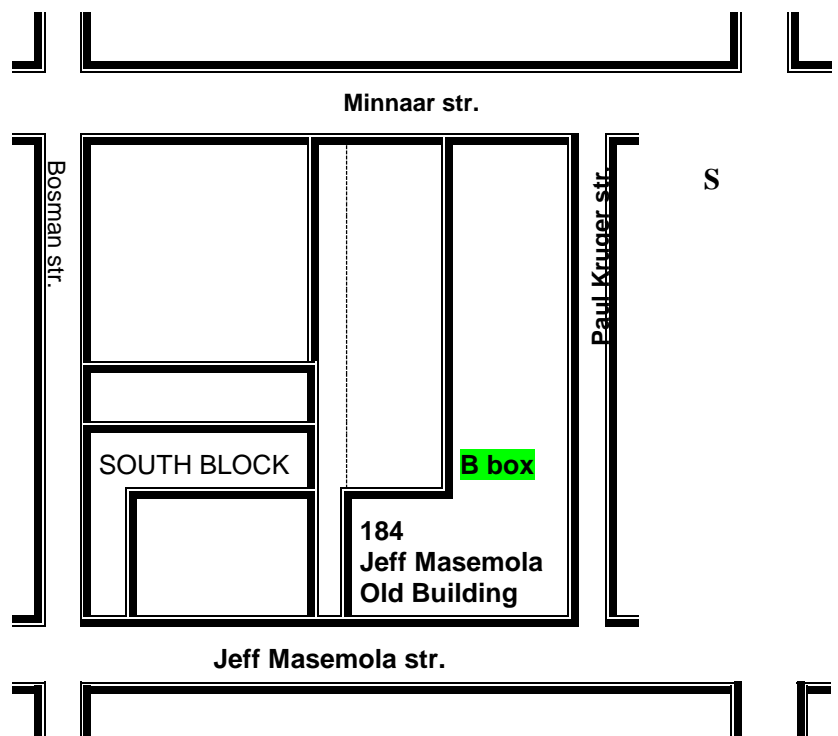 Minnaar str.
Bosman str.
Paul Kruger str.
S
SOUTH BLOCK
B box
184
Jeff Masemola
Old Building
Jeff Masemola str.